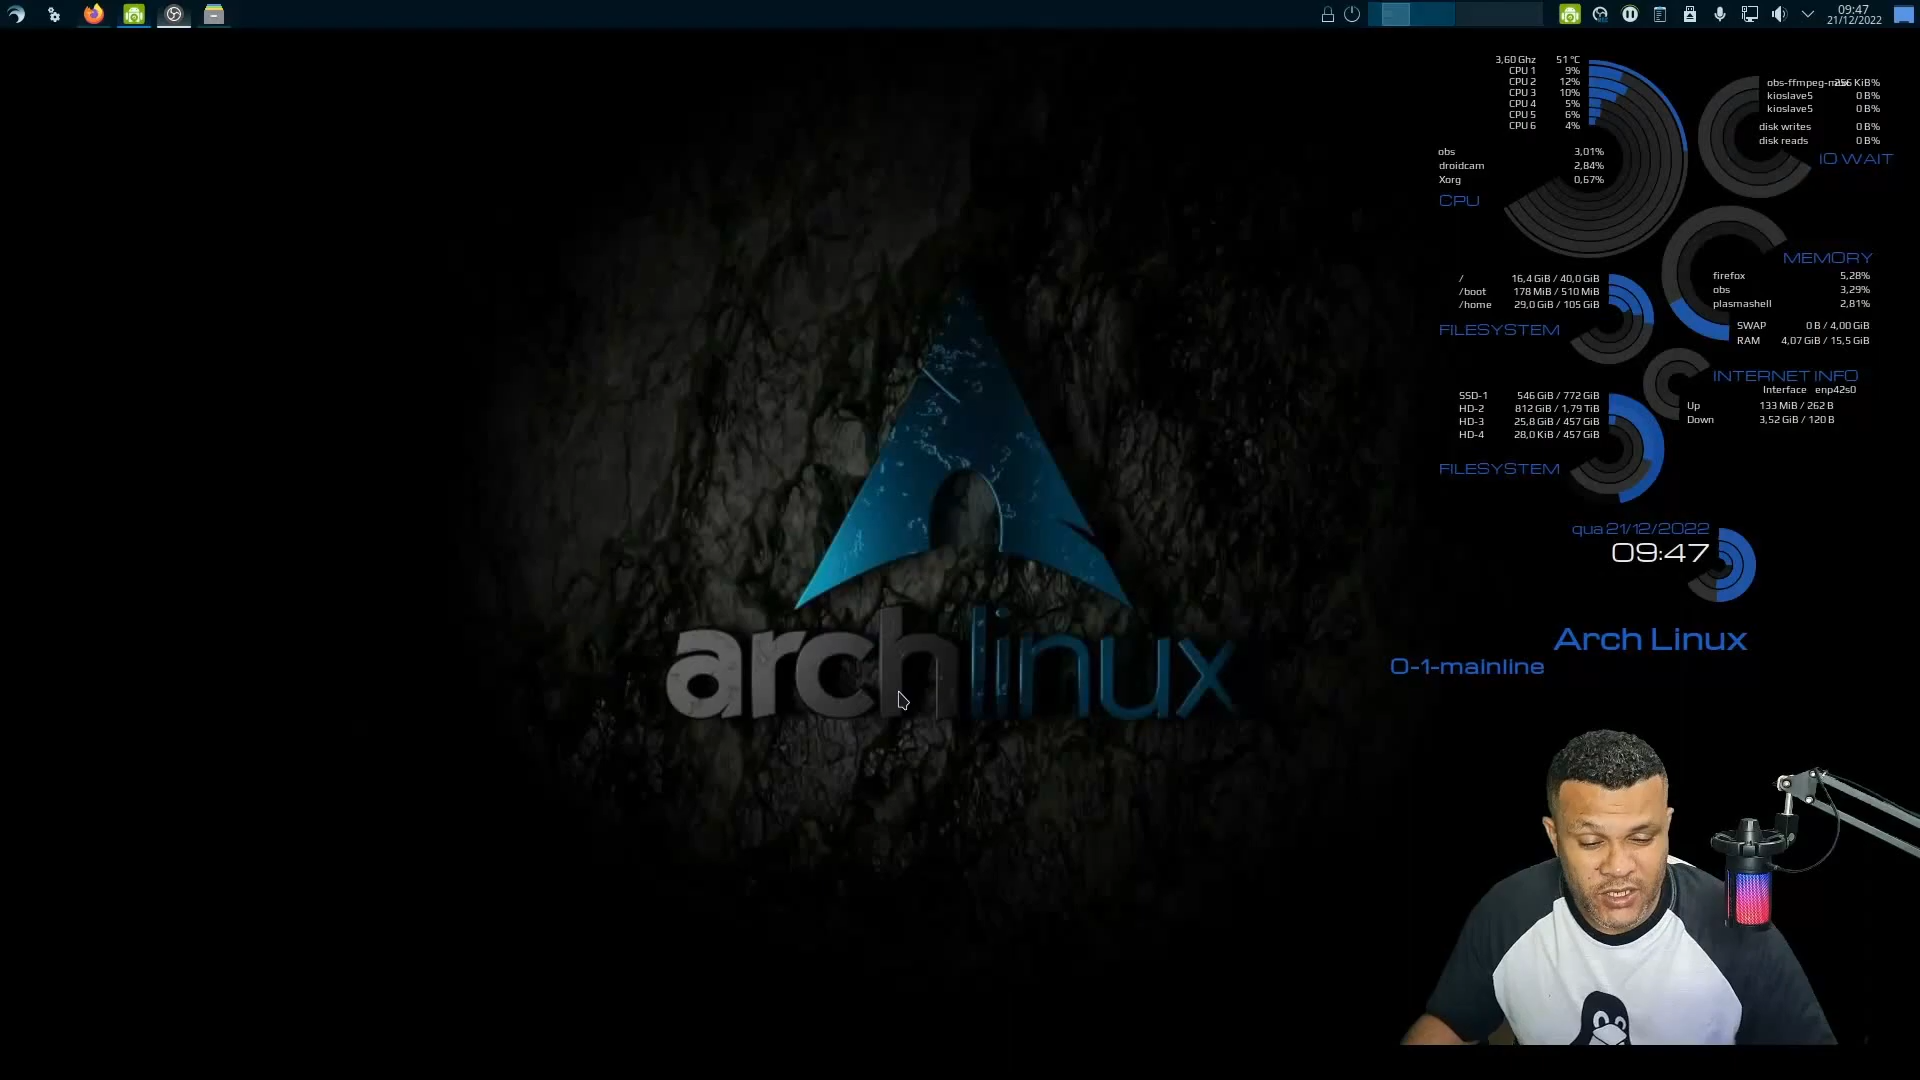 09:47
21/12/2022
3,60 Ghz 51 °C
CPU 1 9%
CPU 2 12%
CPU 3 10%
CPU 4 5%
CPU 5 6%
CPU 6 4%
obs 3,01%
droidcam 2,84%
Xorg 0,67%
CPU
kioslave5 0 B%
kioslave5 0 B%
disk writes 0 B%
disk reads 0 B%
IO WAIT
MEMORY
firefox 5,28%
obs 3,29%
plasmashell 2,81%
SWAP 0 B / 4,00 GiB
RAM 4,07 GiB / 15,5 GiB
/ 16,4 GiB / 40,0 GiB
/boot 178 MiB / 510 MiB
/home 29,0 GiB / 105 GiB
FILESYSTEM
INTERNET INFO
Interface enp42s0
Up 133 MiB / 262 B
Down 3,52 GiB / 120 B
SSD-1 546 GiB / 772 GiB
HD-2 812 GiB / 1,79 TiB
HD-3 25,8 GiB / 457 GiB
HD-4 28,0 KiB / 457 GiB
FILESYSTEM
qua 21/12/2022
09:47
Arch Linux
0-1-mainline
archlinux